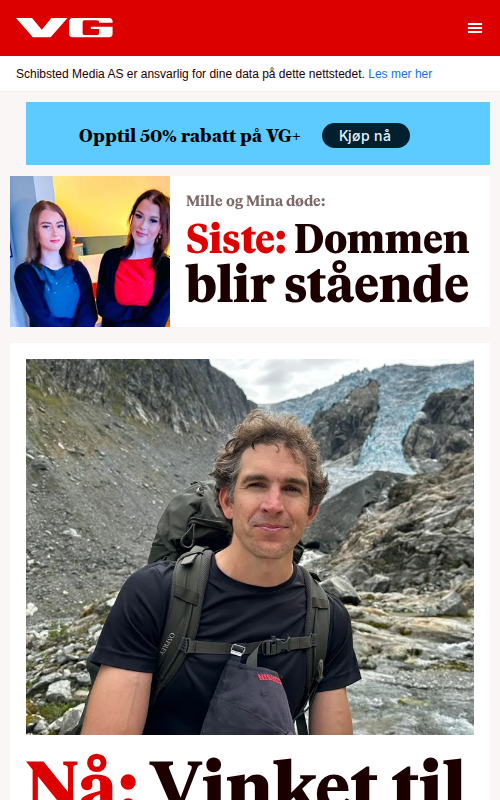 VG
Schibsted Media AS er ansvarlig for dine data på dette nettstedet. Les mer her
Opptil 50% rabatt på VG+
Kjøp nå
Mille og Mina døde:
Siste: Dommen
blir stående
OSPREY
Nå: Vinket til